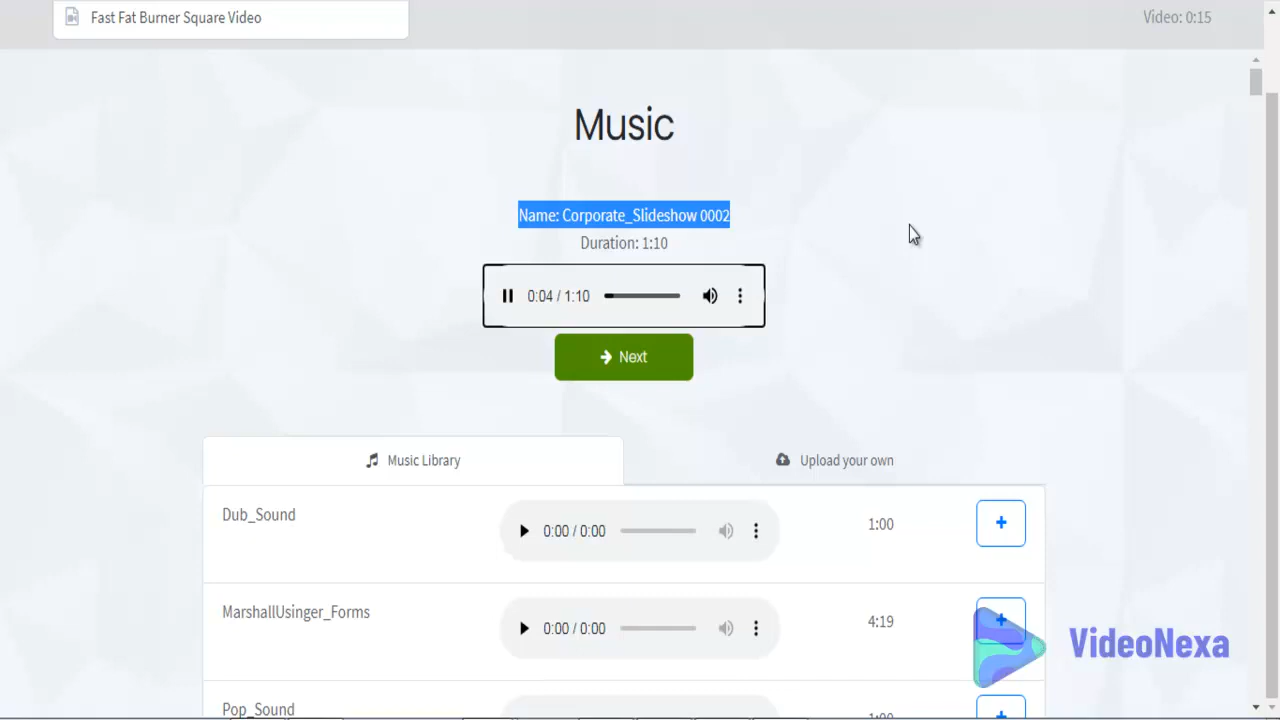 Fast Fat Burner Square Video
Video: 0:15
Music
Name: Corporate_Slideshow 0002
Duration: 1:10
0:04 / 1:10
Next
Music Library
Upload your own
Dub_Sound
0:00 / 0:00
1:00
MarshallUsinger_Forms
0:00 / 0:00
4:19
VideoNexa
Pop_Sound
1:00